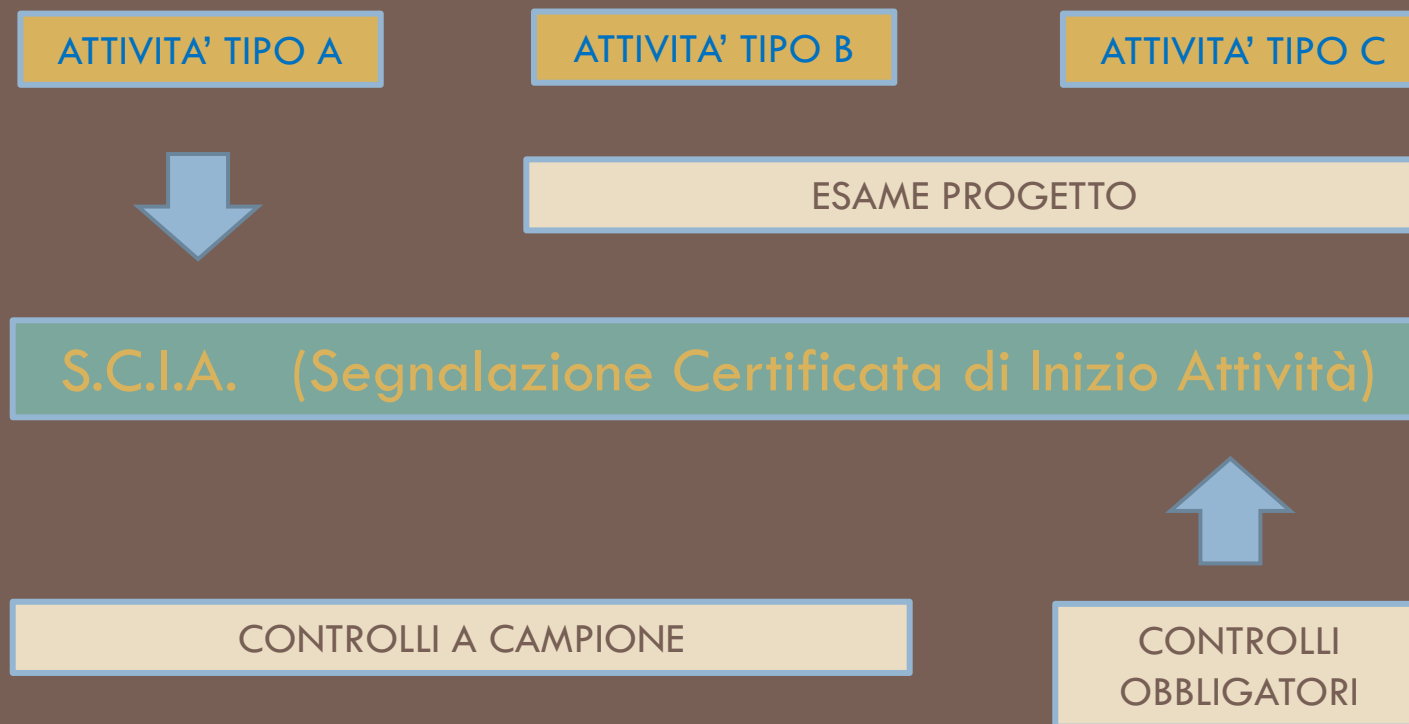 ATTIVITA’ TIPO A
ATTIVITA’ TIPO B
ATTIVITA’ TIPO C
ESAME PROGETTO
S.C.I.A. (Segnalazione Certificata di Inizio Attività)
CONTROLLI A CAMPIONE
CONTROLLI
OBBLIGATORI